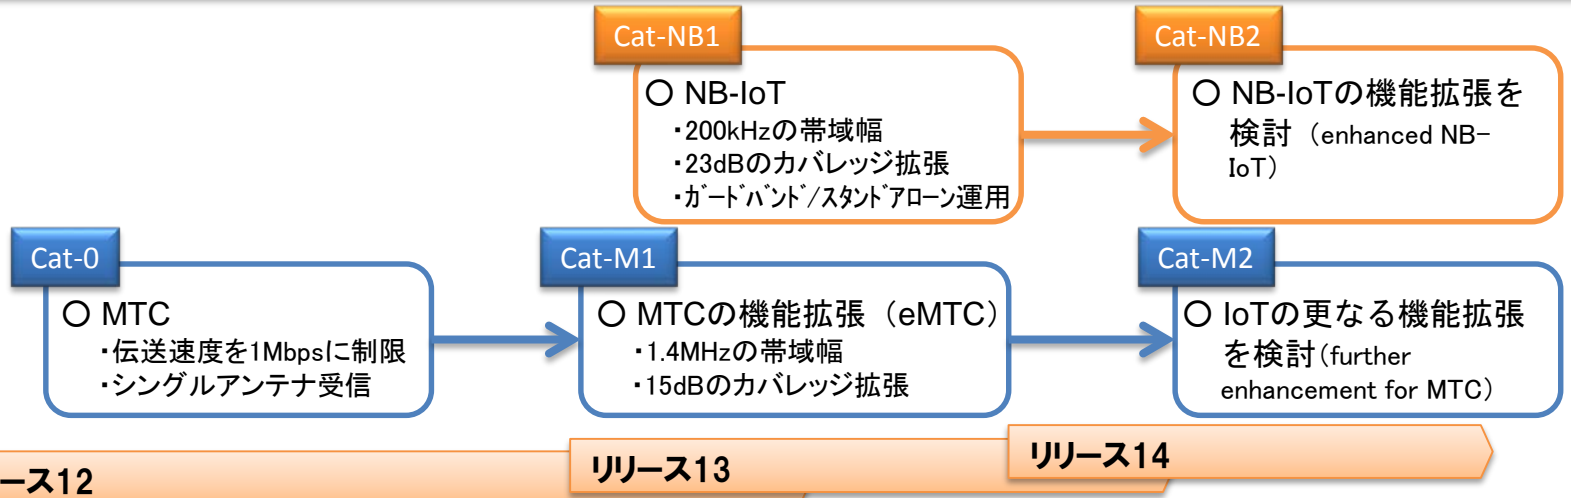 Cat-NB1
○ NB-IoT
・200kHzの帯域幅
・23dBのカバレッジ拡張
・ｶﾞｰﾄﾞﾊﾞﾝﾄﾞ/ｽﾀﾝﾄﾞｱﾛｰﾝ運用
Cat-NB2
○ NB-IoTの機能拡張を
検討（enhanced NB-
IoT）
Cat-0
○ MTC
・伝送速度を1Mbpsに制限
・シングルアンテナ受信
Cat-M1
○ MTCの機能拡張（eMTC）
・1.4MHzの帯域幅
・15dBのカバレッジ拡張
Cat-M2
○ IoTの更なる機能拡張
を検討(further
enhancement for MTC)
ース12
リリース13
リリース14